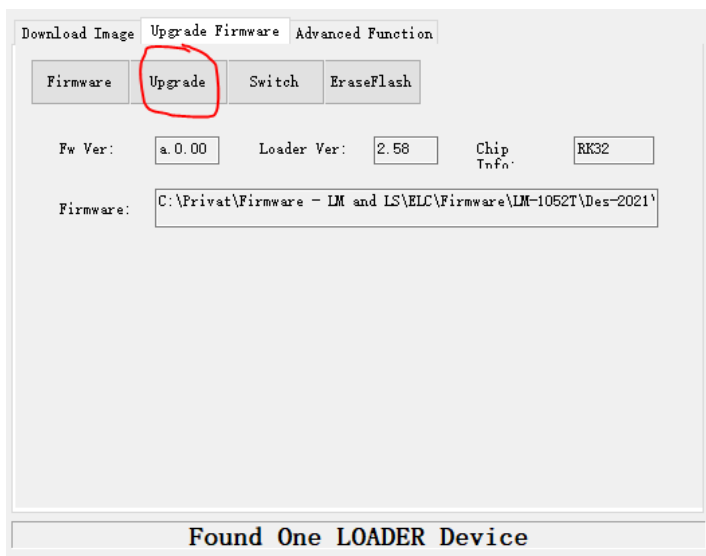 Download Image Upgrade Firmware Advanced Function
Firmware Upgrade Switch EraseFlash
Fw Ver: a.0.00 Loader Ver: 2.58 Chip Info: RK32
Firmware: C:\Privat\Firmware - LM and LS\ELC\Firmware\LM-1052T\Des-2021\
Found One LOADER Device